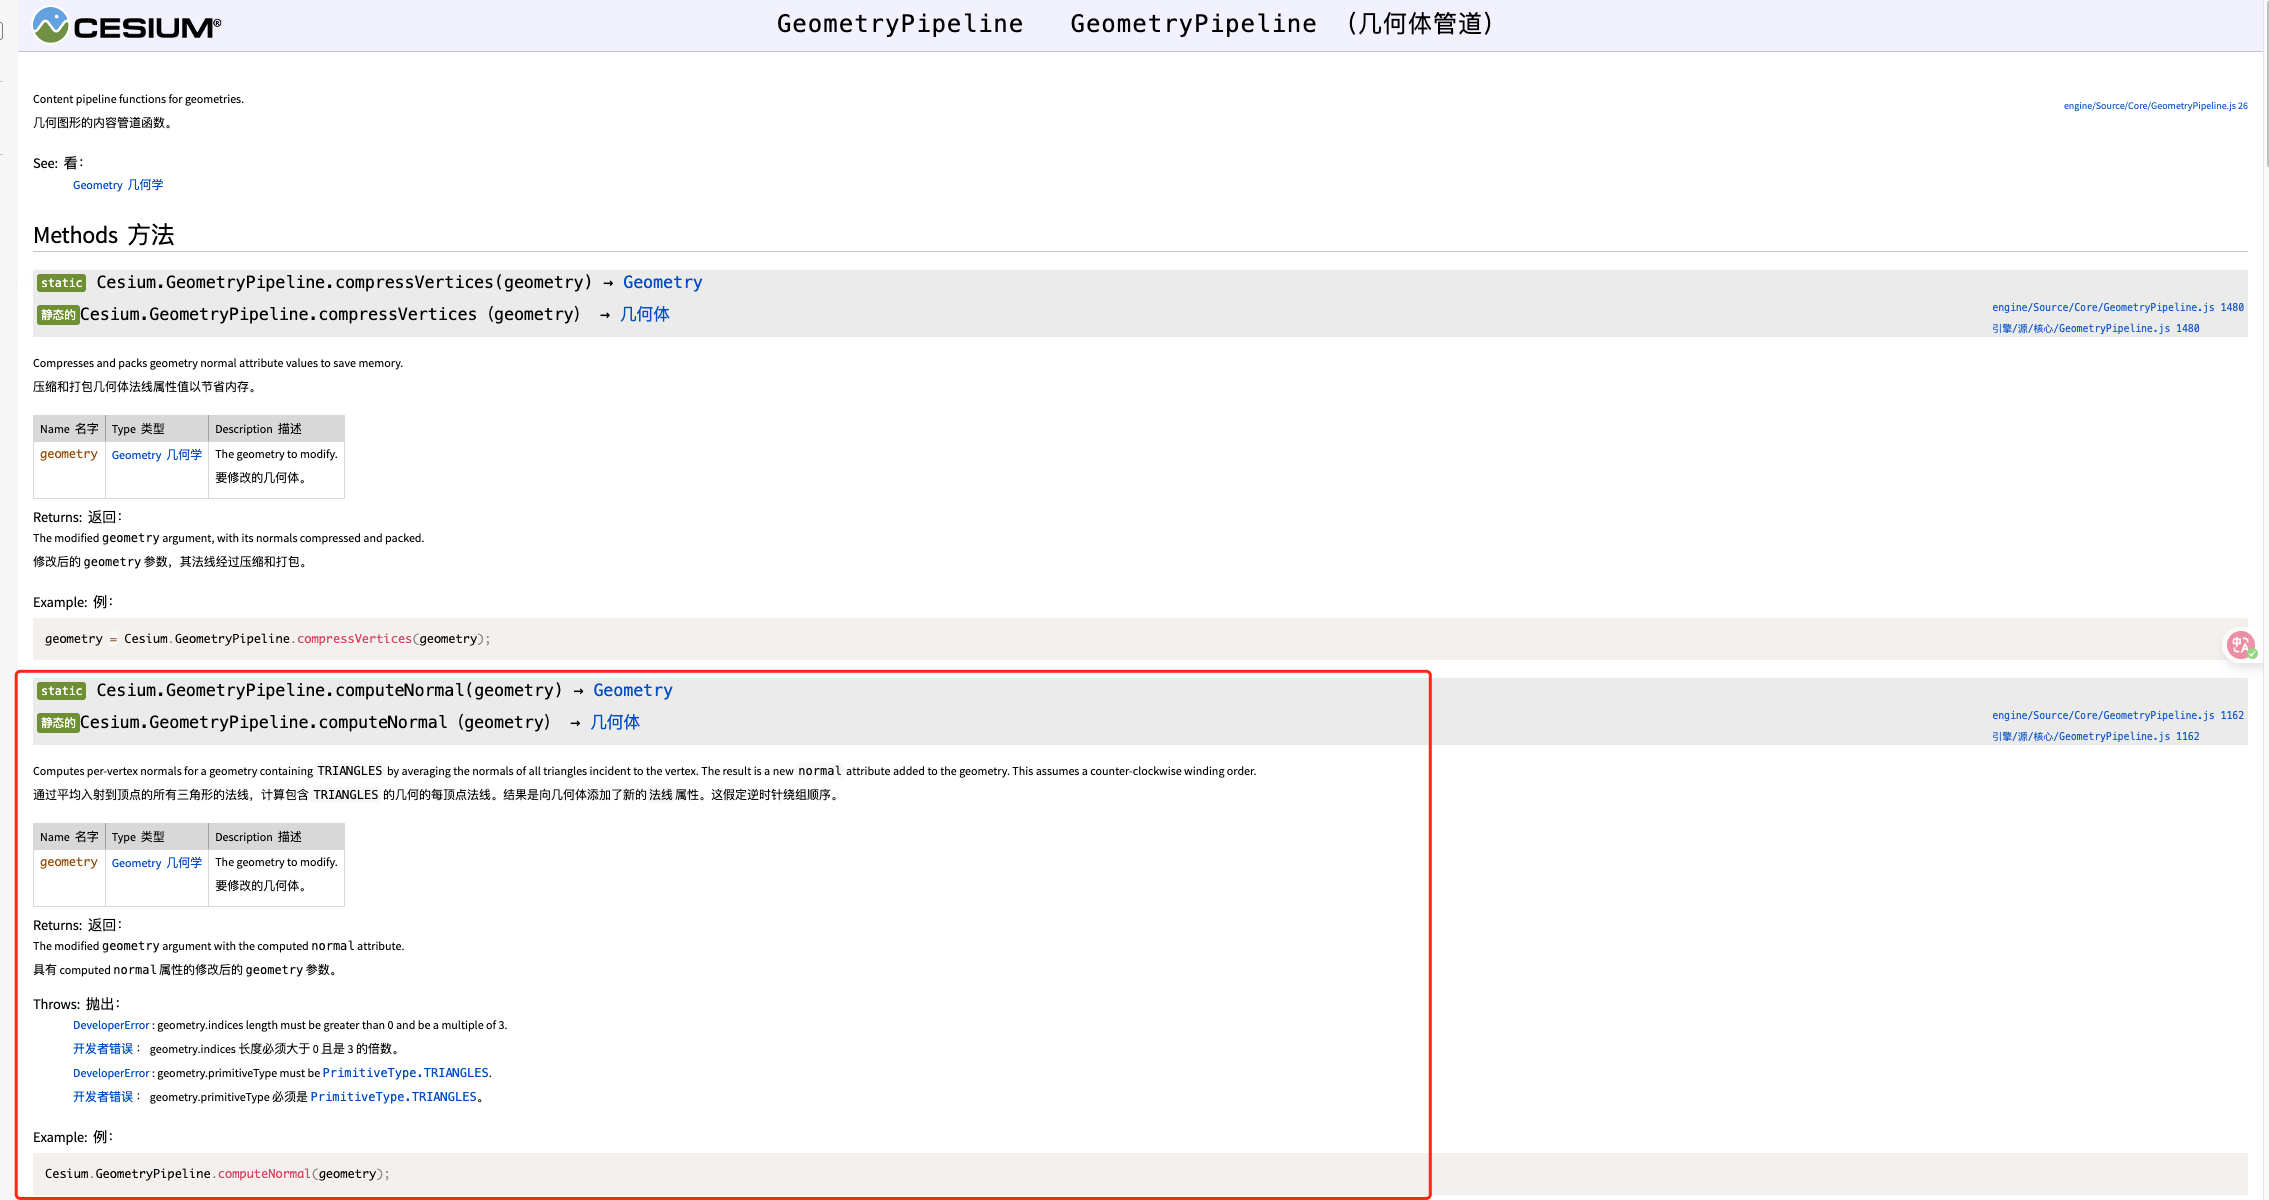 CESIUM®
GeometryPipeline GeometryPipeline （几何体管道）
Content pipeline functions for geometries.
engine/Source/Core/GeometryPipeline.js 26
几何图形的内容管道函数。
See: 看：
Geometry 几何学
Methods 方法
static Cesium.GeometryPipeline.compressVertices(geometry) → Geometry
静态的 Cesium.GeometryPipeline.compressVertices（geometry） → 几何体
engine/Source/Core/GeometryPipeline.js 1480
引擎/源/核心/GeometryPipeline.js 1480
Compresses and packs geometry normal attribute values to save memory.
压缩和打包几何体法线属性值以节省内存。
Name 名字 Type 类型 Description 描述
geometry Geometry 几何学 The geometry to modify.
要修改的几何体。
Returns: 返回：
The modified geometry argument, with its normals compressed and packed.
修改后的 geometry 参数，其法线经过压缩和打包。
Example: 例：
geometry = Cesium.GeometryPipeline.compressVertices(geometry);
static Cesium.GeometryPipeline.computeNormal(geometry) → Geometry
静态的 Cesium.GeometryPipeline.computeNormal（geometry） → 几何体
engine/Source/Core/GeometryPipeline.js 1162
引擎/源/核心/GeometryPipeline.js 1162
Computes per-vertex normals for a geometry containing TRIANGLES by averaging the normals of all triangles incident to the vertex. The result is a new normal attribute added to the geometry. This assumes a counter-clockwise winding order.
通过平均入射到顶点的所有三角形的法线，计算包含 TRIANGLES 的几何的每顶点法线。结果是向几何体添加了新的 法线 属性。这假定逆时针绕组顺序。
Name 名字 Type 类型 Description 描述
geometry Geometry 几何学 The geometry to modify.
要修改的几何体。
Returns: 返回：
The modified geometry argument with the computed normal attribute.
具有 computed normal 属性的修改后的 geometry 参数。
Throws: 抛出：
DeveloperError : geometry.indices length must be greater than 0 and be a multiple of 3.
开发者错误 ： geometry.indices 长度必须大于 0 且是 3 的倍数。
DeveloperError : geometry.primitiveType must be PrimitiveType.TRIANGLES.
开发者错误 ： geometry.primitiveType 必须是 PrimitiveType.TRIANGLES。
Example: 例：
Cesium.GeometryPipeline.computeNormal(geometry);